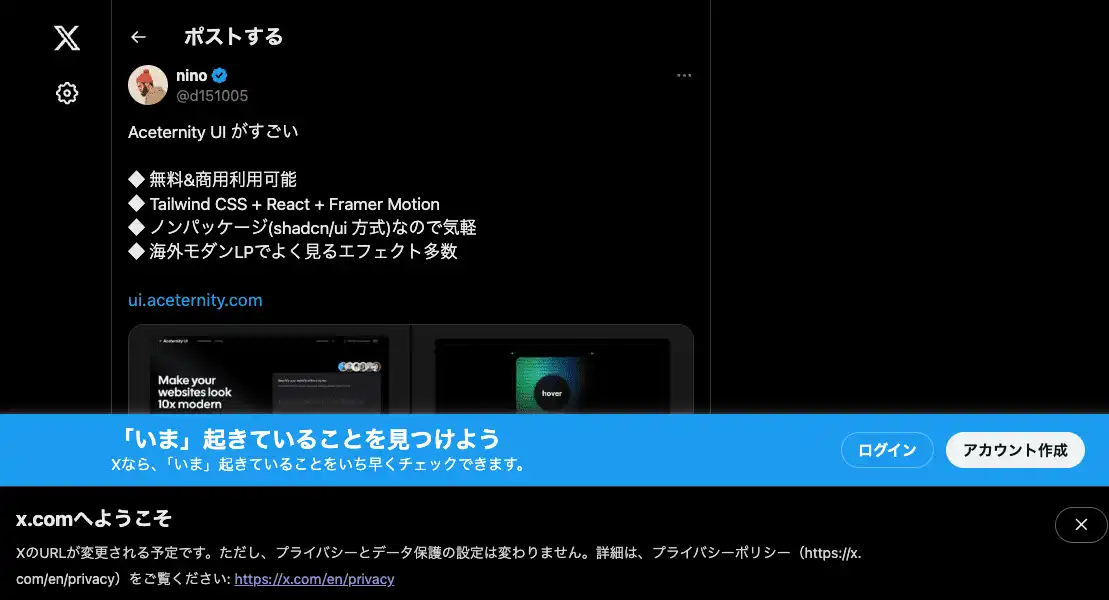 ポストする
nino
@d151005
Aceternity UI がすごい
◆ 無料&商用利用可能
◆ Tailwind CSS + React + Framer Motion
◆ ノンパッケージ(shadcn/ui 方式)なので気軽
◆ 海外モダンLPでよく見るエフェクト多数
ui.aceternity.com
Aceternity UI
Make your
websites look
10x modern
hover
「いま」起きていることを見つけよう
Xなら、「いま」起きていることをいち早くチェックできます。
ログイン
アカウント作成
x.comへようこそ
XのURLが変更される予定です。ただし、プライバシーとデータ保護の設定は変わりません。詳細は、プライバシーポリシー（https://x.
com/en/privacy）をご覧ください: https://x.com/en/privacy